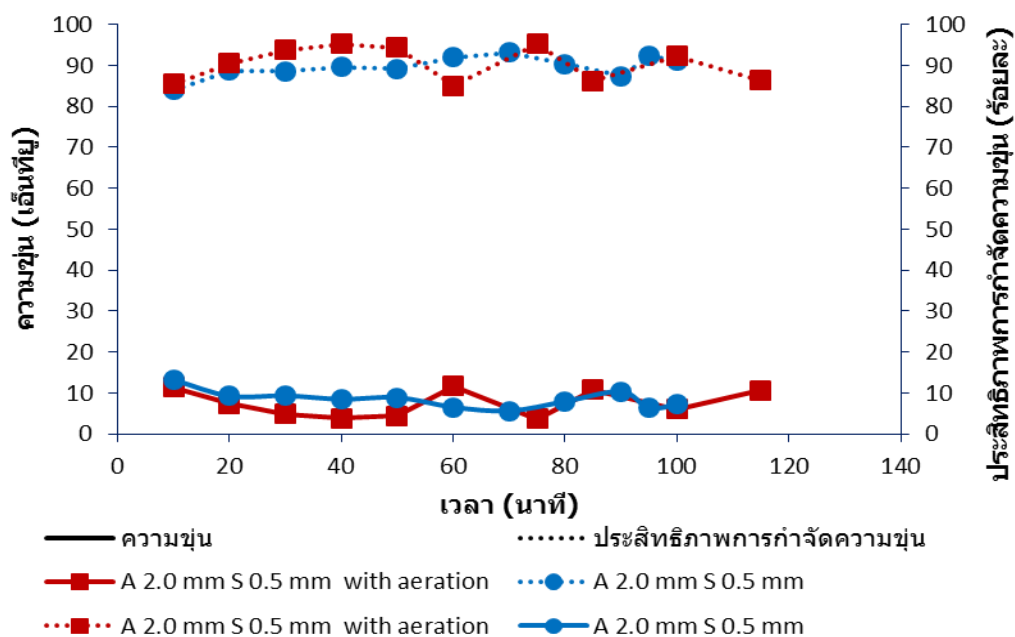 100 100
90 90
80 80
70 70
60 60
50 50
40 40
30 30
20 20
10 10
0 0
ความขุ่น (เอ็นทียู)
ประสิทธิภาพการกำจัดความขุ่น (ร้อยละ)
0 20 40 60 80 100 120 140
เวลา (นาที)
ความขุ่น ประสิทธิภาพการกำจัดความขุ่น
A 2.0 mm S 0.5 mm with aeration A 2.0 mm S 0.5 mm
A 2.0 mm S 0.5 mm with aeration A 2.0 mm S 0.5 mm